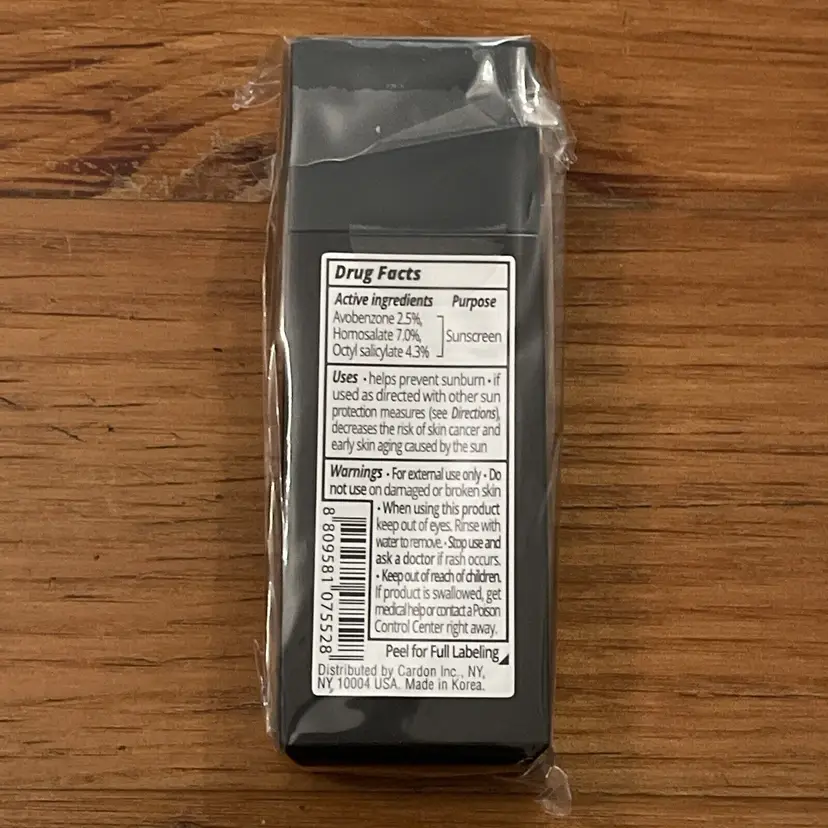 Drug Facts
Active ingredients Purpose
Avobenzone 2.5%,
Homosalate 7.0%,
Octyl salicylate 4.3%
Sunscreen
Uses • helps prevent sunburn • if
used as directed with other sun
protection measures (see Directions),
decreases the risk of skin cancer and
early skin aging caused by the sun
Warnings • For external use only • Do
not use on damaged or broken skin
• When using this product
keep out of eyes. Rinse with
water to remove. • Stop use and
ask a doctor if rash occurs.
• Keep out of reach of children.
If product is swallowed, get
medical help or contact a Poison
Control Center right away.
8 809581 075528
Peel for Full Labeling
Distributed by Cardon Inc., NY,
NY, 10004 USA. Made in Korea.